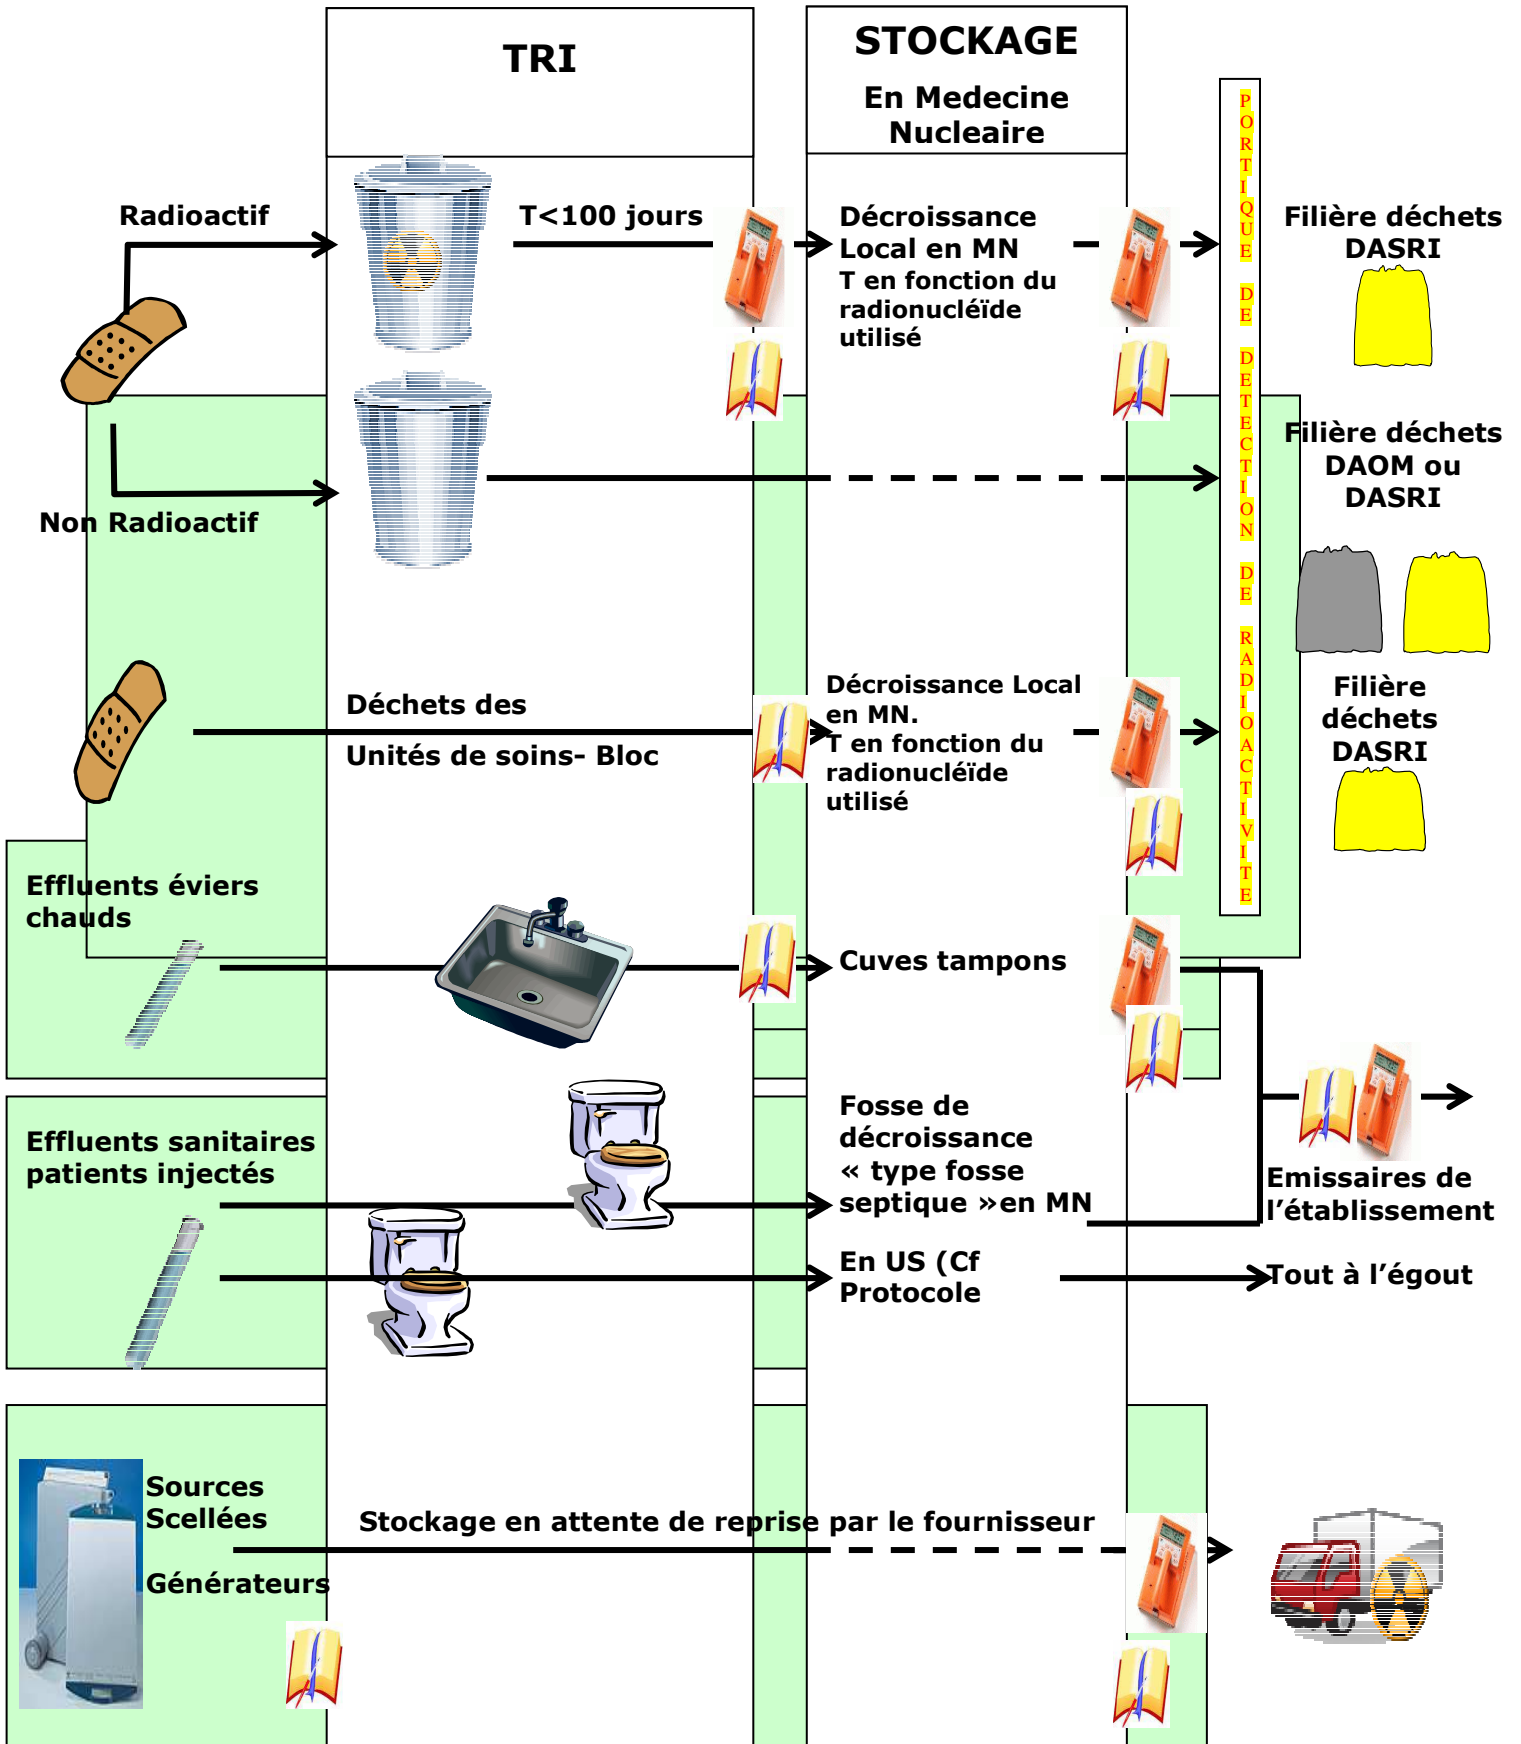 TRI
STOCKAGE
En Medecine
Nucleaire
PORTIQUE DE DETECTION DE RADIOACTIVITE
Radioactif
T<100 jours
Décroissance
Local en MN
T en fonction du
radionucléïde
utilisé
Filière déchets
DASRI
Non Radioactif
Filière déchets
DAOM ou
DASRI
Déchets des
Unités de soins- Bloc
Décroissance Local
en MN.
T en fonction du
radionucléïde
utilisé
Filière
déchets
DASRI
Effluents éviers
chauds
Cuves tampons
Effluents sanitaires
patients injectés
Fosse de
décroissance
« type fosse
septique »en MN
Emissaires de
l’établissement
En US (Cf
Protocole
Tout à l’égout
Sources
Scellées
Générateurs
Stockage en attente de reprise par le fournisseur